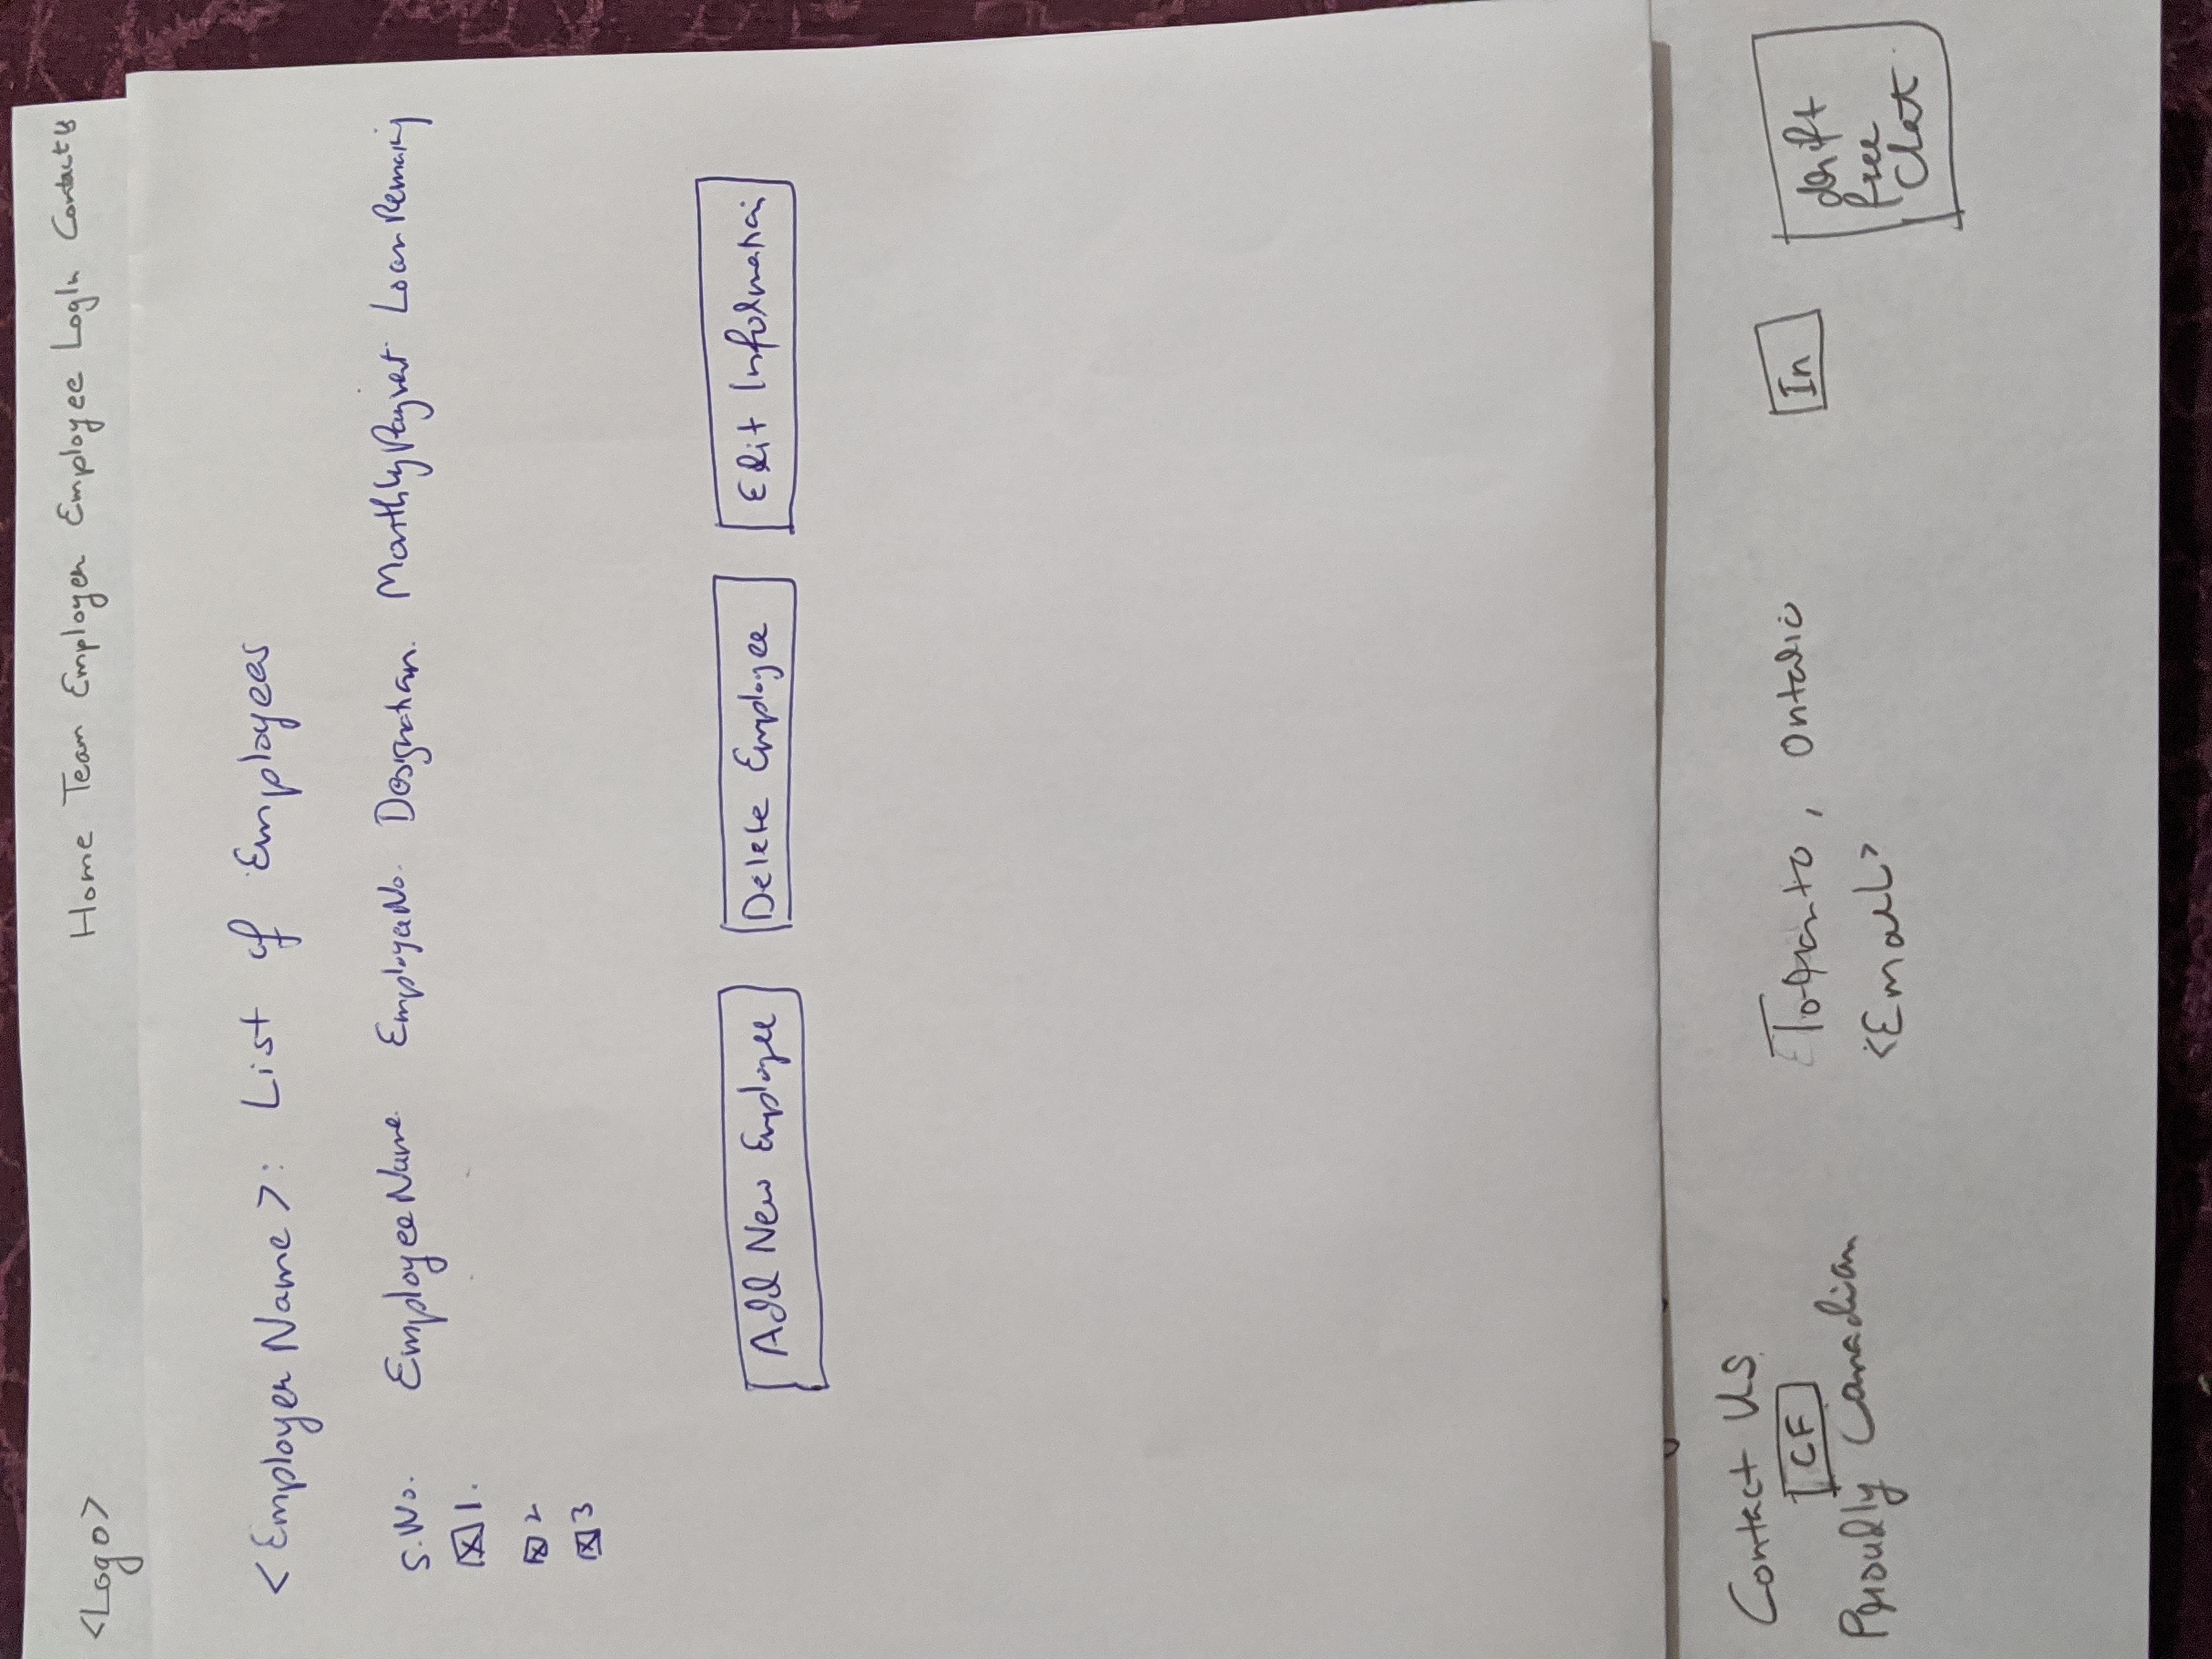 <Logo> Home Team Employer Employee LogIn Contact Us
<Employer Name>: List of Employees
S.No. Employee Name Employee No. Designation. Monthly Payment Loan Remaining
1.
2
3
Add New Employee Delete Employee Edit Information
Contact Us
CF
Proudly Canadian
Toronto, Ontario
<Email>
In
drift
free
Chat